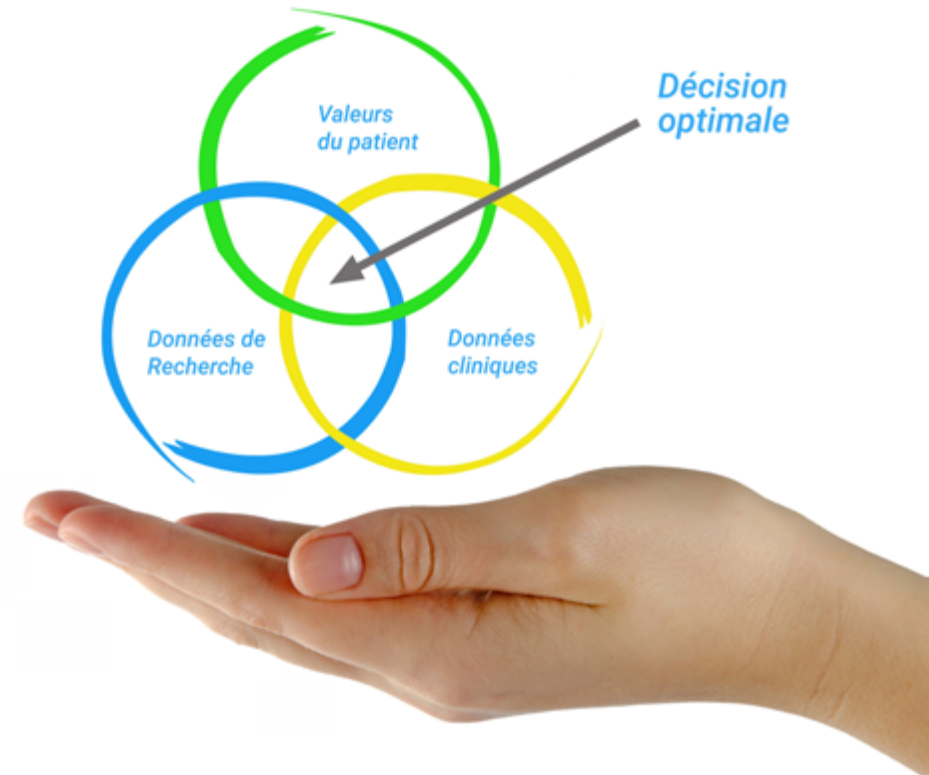 Valeurs
du patient
Décision
optimale
Données de
Recherche
Données
cliniques